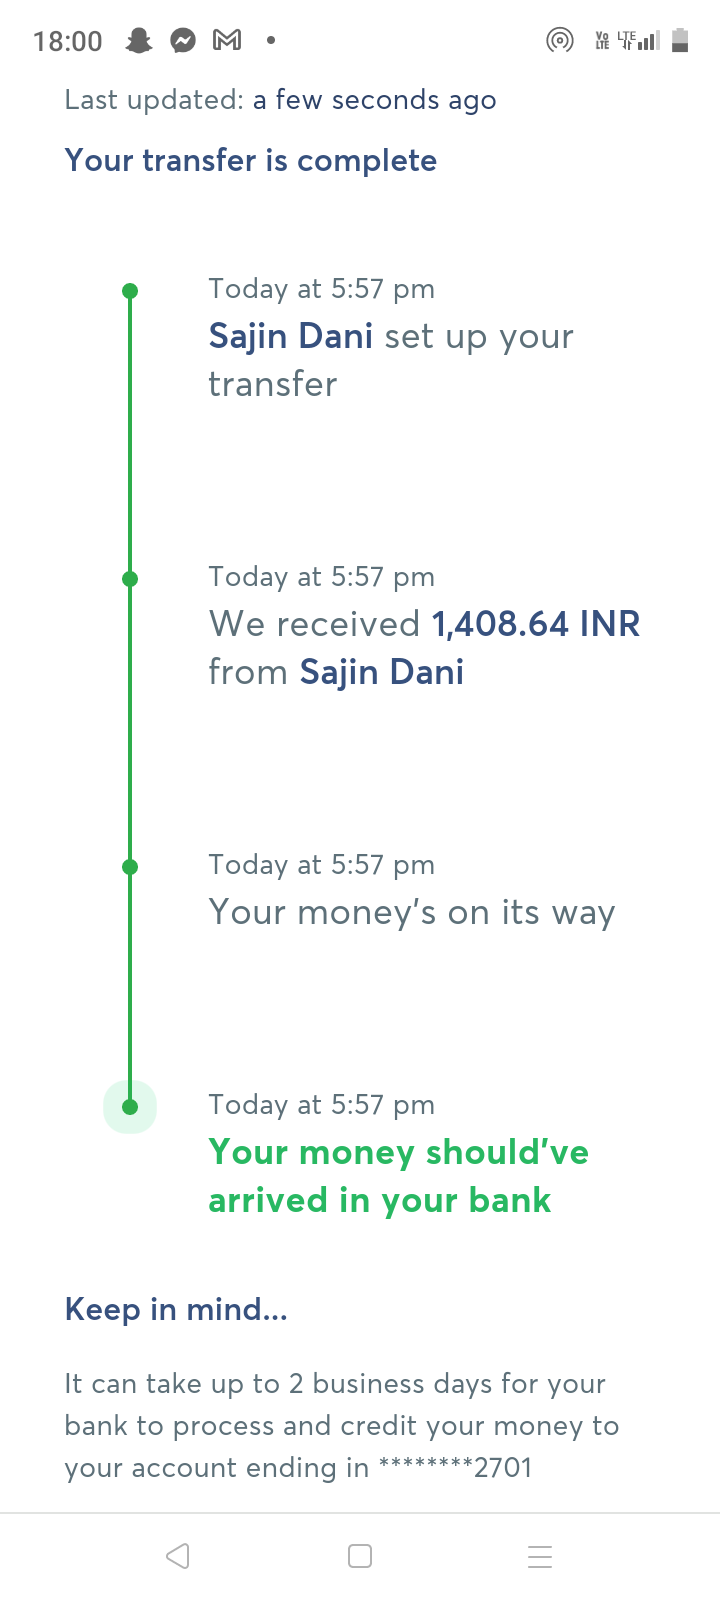 18:00
Vo LTE LTE
Last updated: a few seconds ago
Your transfer is complete
Today at 5:57 pm
Sajin Dani set up your
transfer
Today at 5:57 pm
We received 1,408.64 INR
from Sajin Dani
Today at 5:57 pm
Your money's on its way
Today at 5:57 pm
Your money should've
arrived in your bank
Keep in mind...
It can take up to 2 business days for your
bank to process and credit your money to
your account ending in ********2701